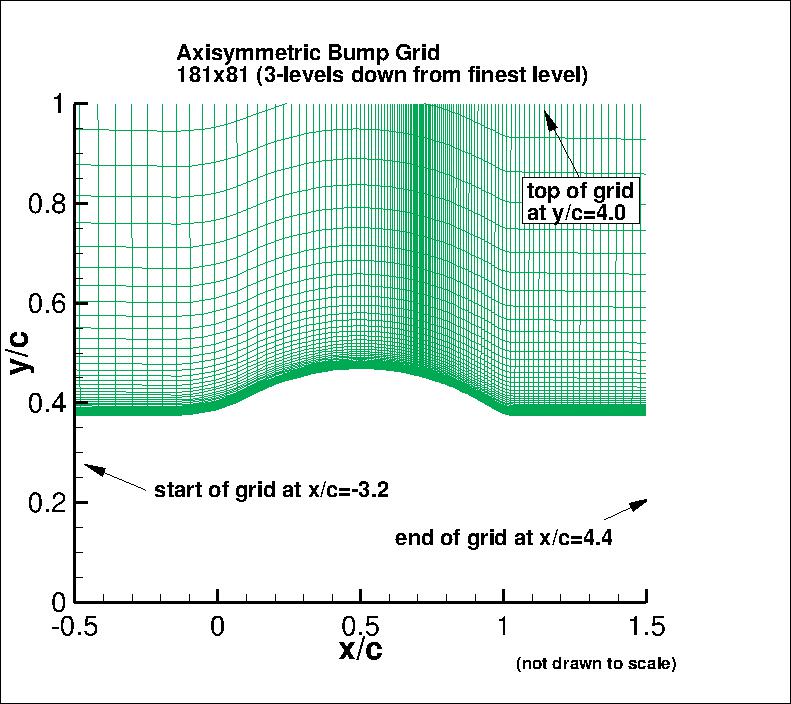 Axisymmetric Bump Grid
181x81 (3-levels down from finest level)
1
top of grid
at y/c=4.0
0.8
0.6
y/c
0.4
start of grid at x/c=-3.2
0.2
end of grid at x/c=4.4
0
-0.5
0
0.5
1
1.5
x/c
(not drawn to scale)